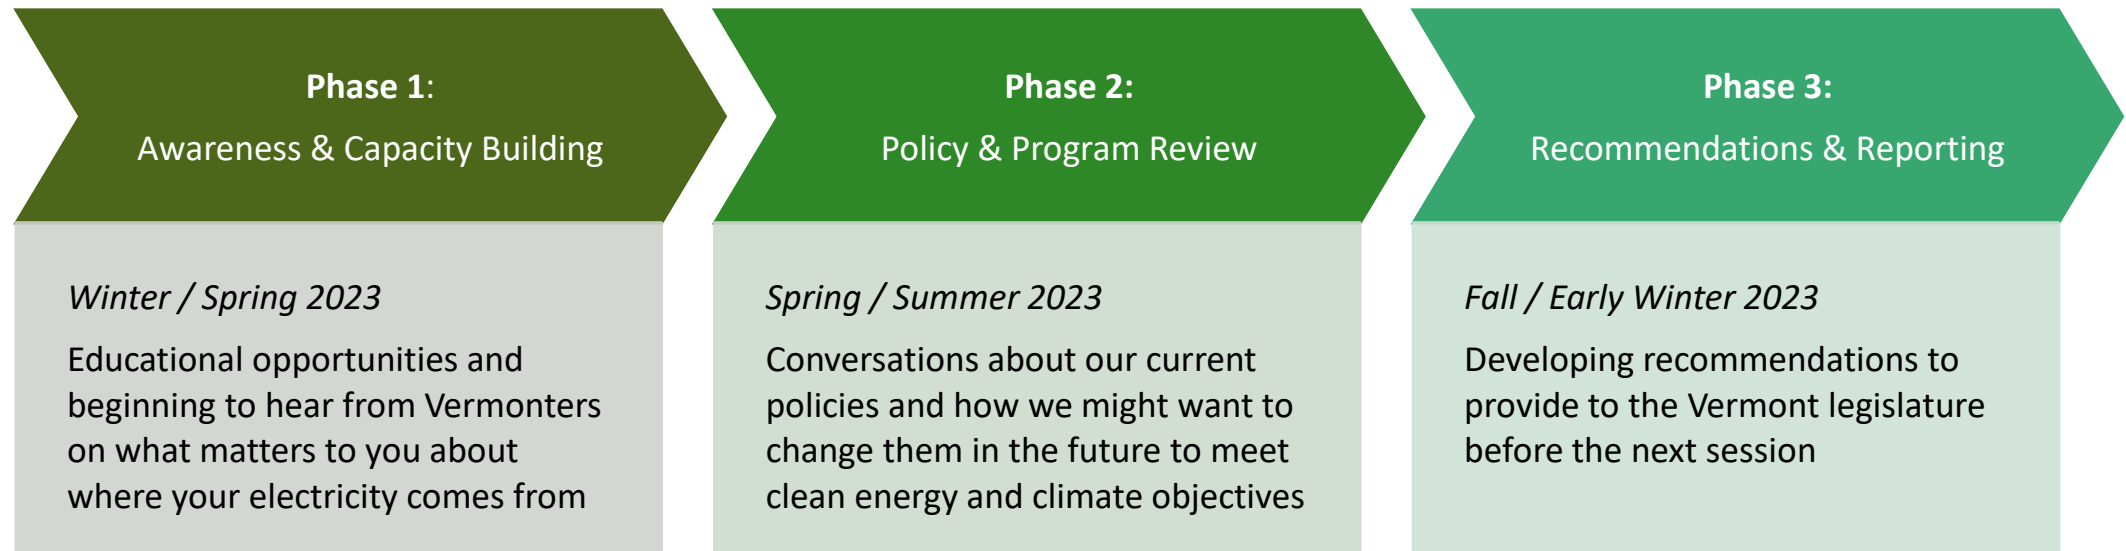 Phase 1:
Awareness & Capacity Building
Winter / Spring 2023
Educational opportunities and
beginning to hear from Vermonters
on what matters to you about
where your electricity comes from
Phase 2:
Policy & Program Review
Spring / Summer 2023
Conversations about our current
policies and how we might want to
change them in the future to meet
clean energy and climate objectives
Phase 3:
Recommendations & Reporting
Fall / Early Winter 2023
Developing recommendations to
provide to the Vermont legislature
before the next session